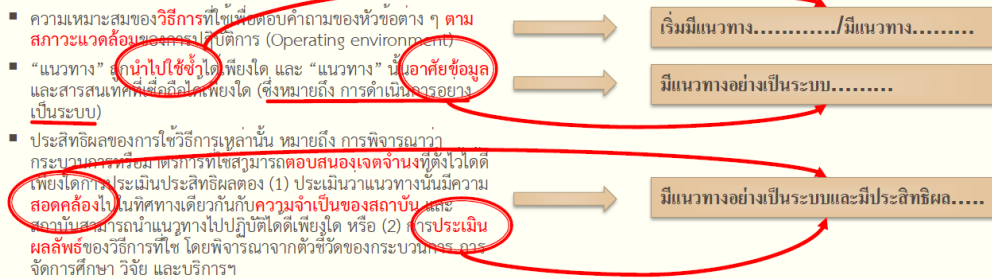 ▪ ความเหมาะสมของวิธีการที่ใช้เพื่อตอบคำถามของหัวข้อต่าง ๆ ตาม
สภาวะแวดล้อมของการปฏิบัติการ (Operating environment)
เริ่มมีแนวทาง............/มีแนวทาง.........
▪ “แนวทาง” ถูกนำไปใช้ซ้ำได้เพียงใด และ “แนวทาง” นั้นอาศัยข้อมูล
และสารสนเทศที่เชื่อถือได้เพียงใด (ซึ่งหมายถึง การดำเนินการอย่าง
เป็นระบบ)
มีแนวทางอย่างเป็นระบบ.........
▪ ประสิทธิผลของการใช้วิธีการเหล่านั้น หมายถึง การพิจารณาว่า
กระบวนการหรือมาตรการที่ใช้สามารถตอบสนองเจตจำนงที่ตั้งไว้ได้ดี
เพียงใดการประเมินประสิทธิผลต้อง (1) ประเมินว่าแนวทางนั้นมีความ
สอดคล้องไปในทิศทางเดียวกันกับความจำเป็นของสถาบัน และ
สถาบันสามารถนำแนวทางไปปฏิบัติได้ดีเพียงใด หรือ (2) การประเมิน
ผลลัพธ์ของวิธีการที่ใช้ โดยพิจารณาจากตัวชี้วัดของกระบวนการ การ
จัดการศึกษา วิจัย และบริการฯ
มีแนวทางอย่างเป็นระบบและมีประสิทธิผล.....